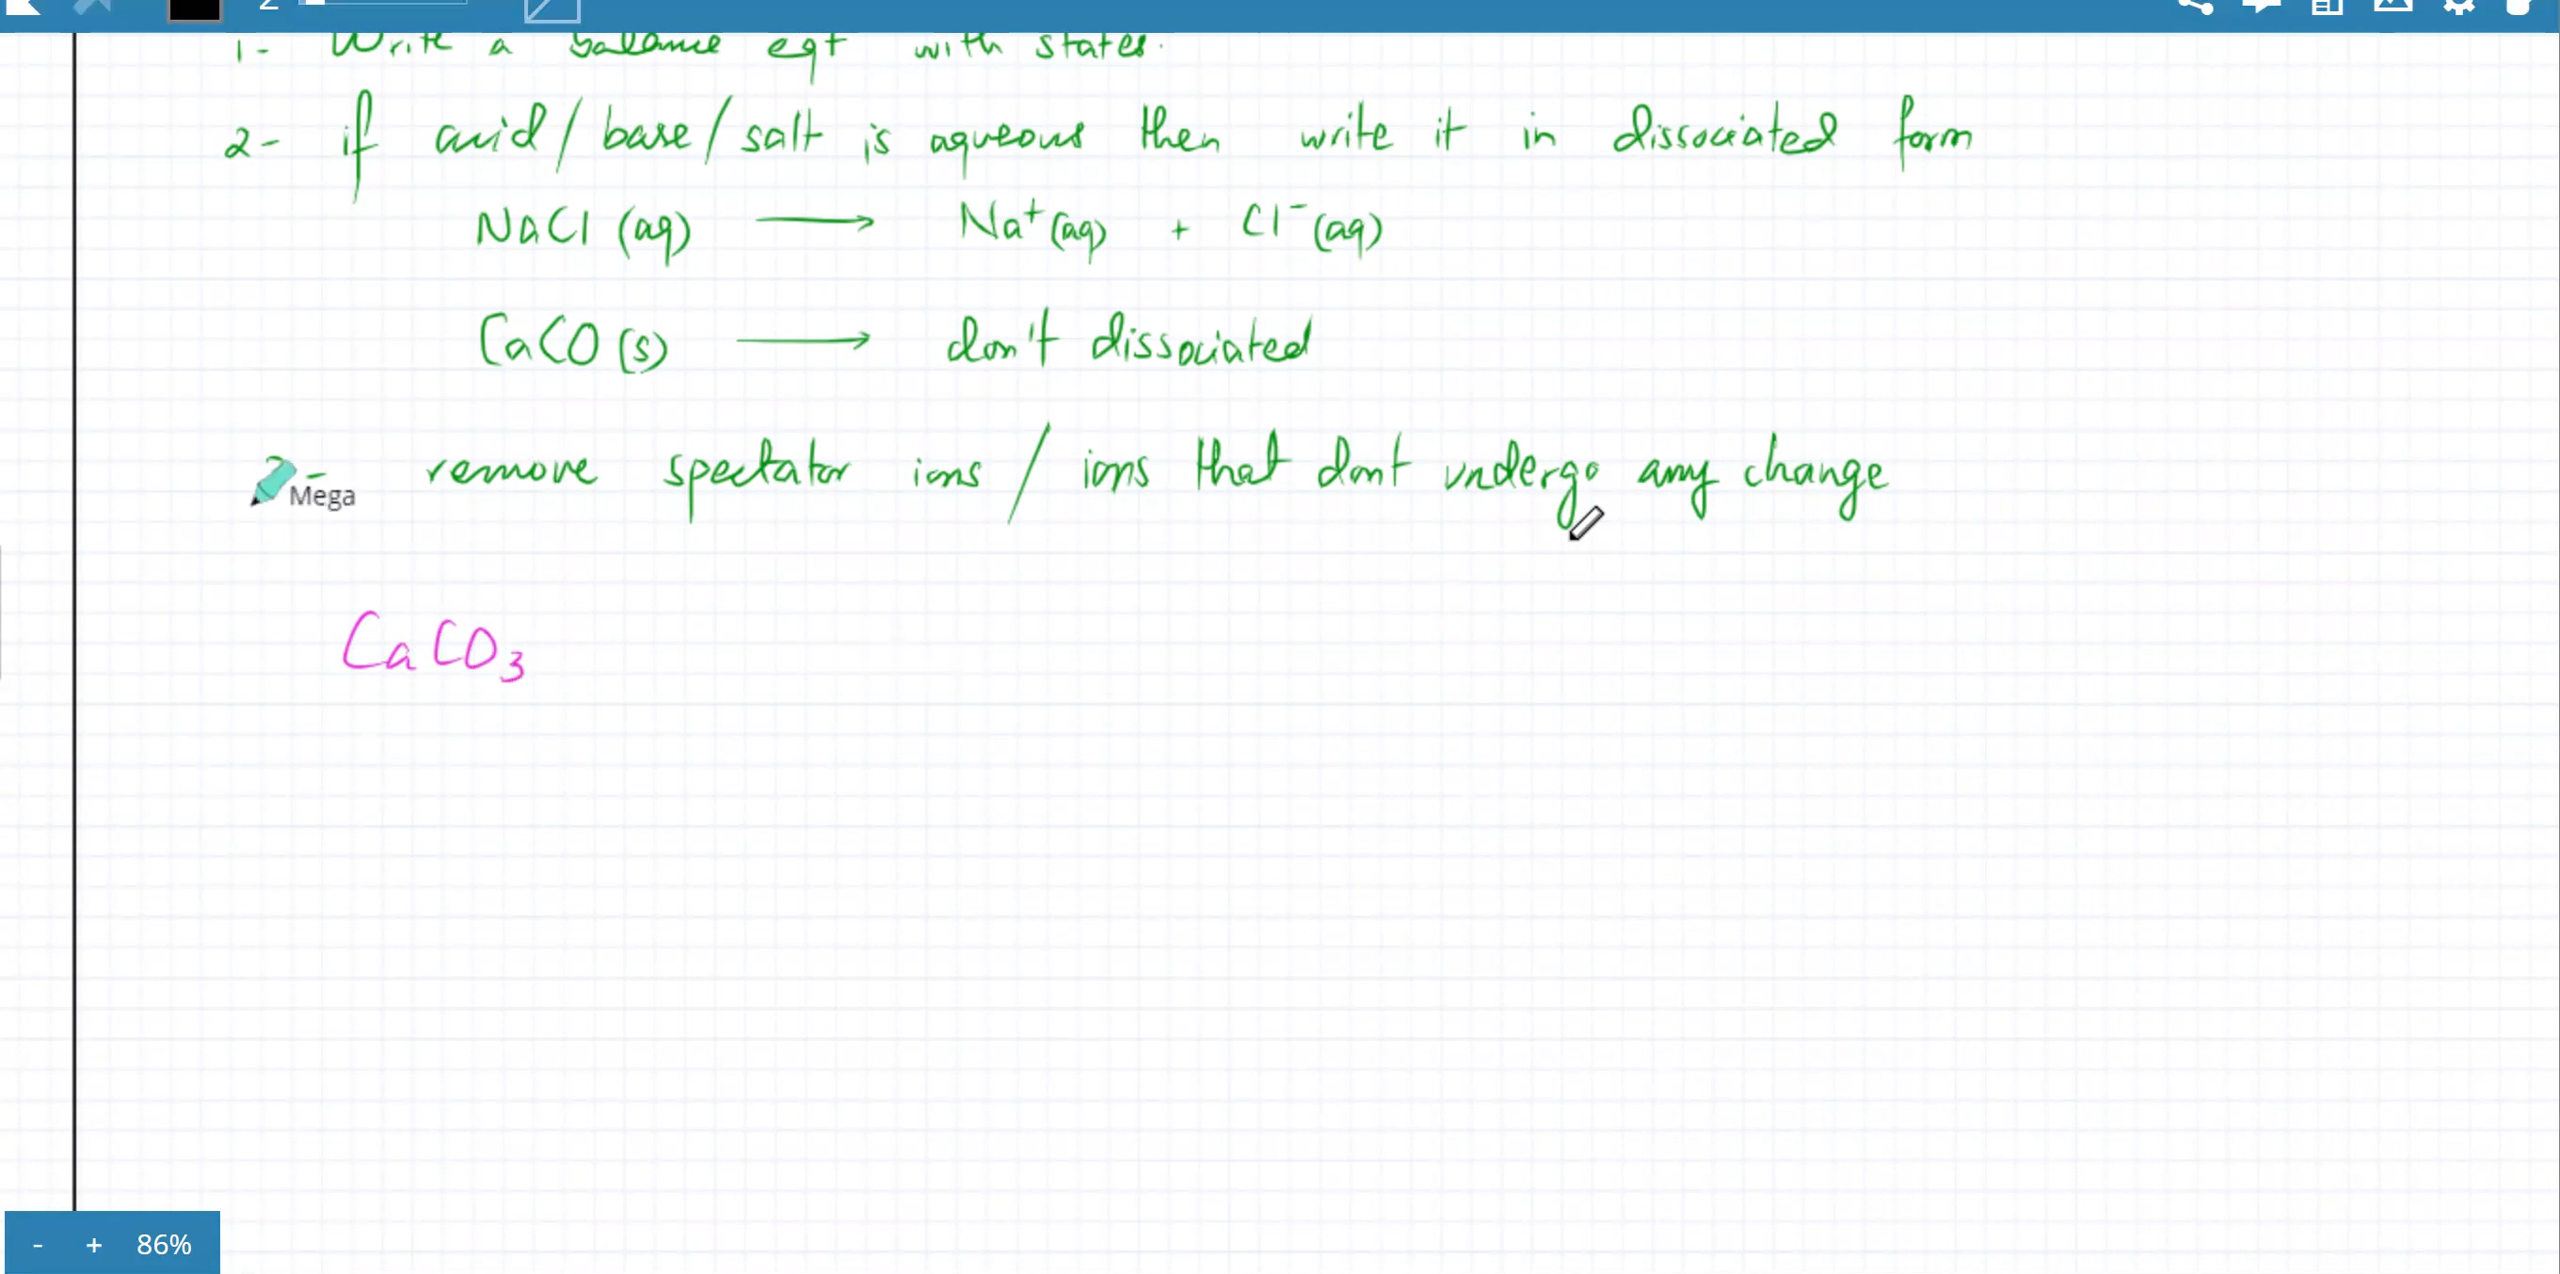 2
1- Write a balance eqt with states.
2- if acid/base/salt is aqueous then write it in dissociated form
NaCl (aq) ⟶ Na⁺(aq) + Cl⁻(aq)
CaCO (s) ⟶ don't dissociated
3- remove spectator ions / ions that dont undergo any change
Mega
CaCO₃
- + 86%